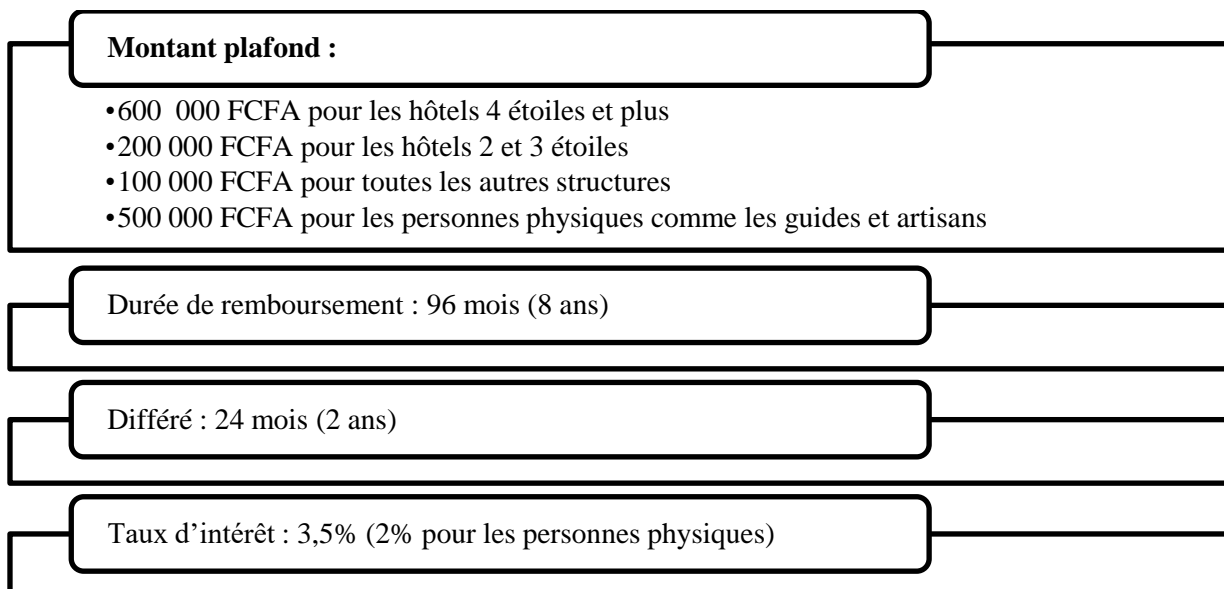 Montant plafond :
•600 000 FCFA pour les hôtels 4 étoiles et plus
•200 000 FCFA pour les hôtels 2 et 3 étoiles
•100 000 FCFA pour toutes les autres structures
•500 000 FCFA pour les personnes physiques comme les guides et artisans
Durée de remboursement : 96 mois (8 ans)
Différé : 24 mois (2 ans)
Taux d’intérêt : 3,5% (2% pour les personnes physiques)